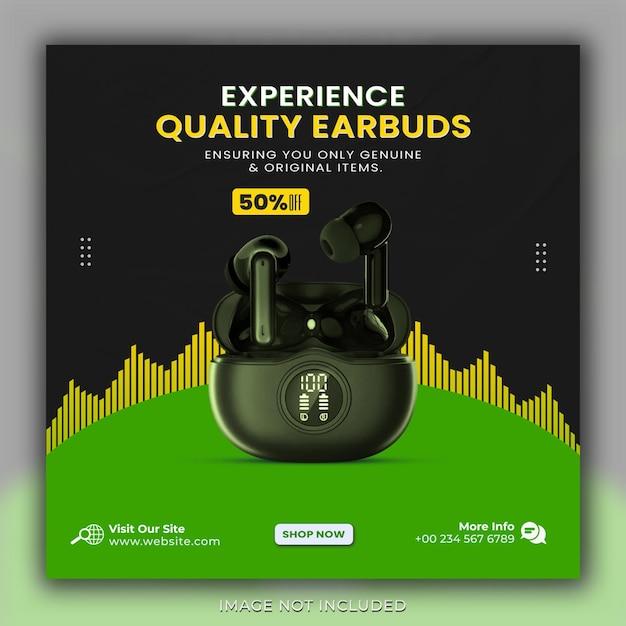 EXPERIENCE
QUALITY EARBUDS
ENSURING YOU ONLY GENUINE
& ORIGINAL ITEMS.
50% OFF
100
Visit Our Site
www.website.com
SHOP NOW
More Info
+00 234 567 6789
IMAGE NOT INCLUDED